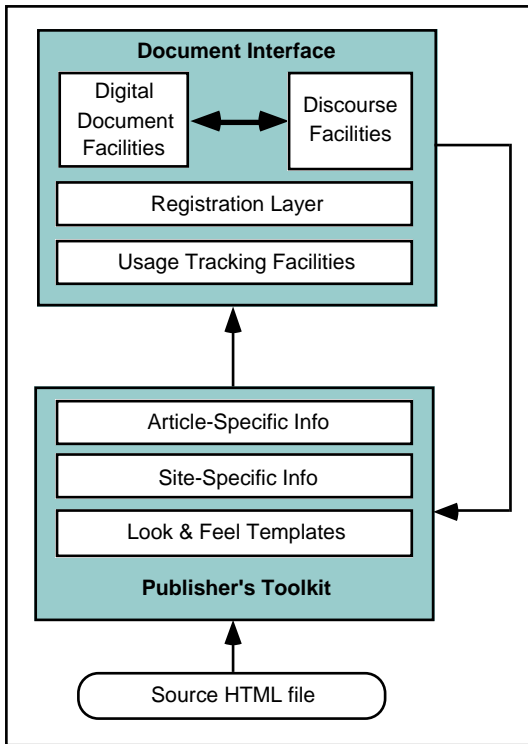 Document Interface
Digital
Document
Facilities
Discourse
Facilities
Registration Layer
Usage Tracking Facilities
Article-Specific Info
Site-Specific Info
Look & Feel Templates
Publisher's Toolkit
Source HTML file